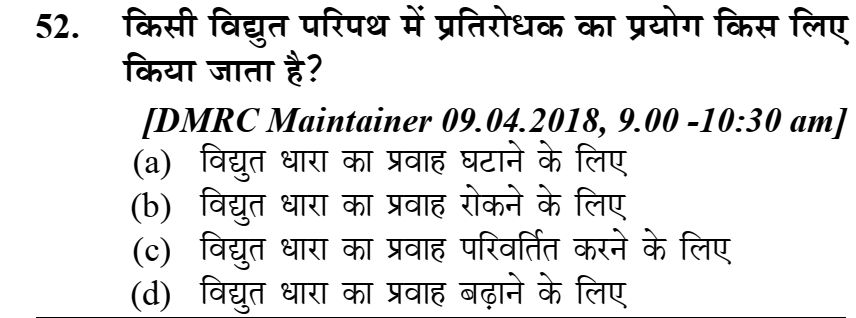 52. किसी विद्युत परिपथ में प्रतिरोधक का प्रयोग किस लिए
किया जाता है?
[DMRC Maintainer 09.04.2018, 9.00 -10:30 am]
(a) विद्युत धारा का प्रवाह घटाने के लिए
(b) विद्युत धारा का प्रवाह रोकने के लिए
(c) विद्युत धारा का प्रवाह परिवर्तित करने के लिए
(d) विद्युत धारा का प्रवाह बढ़ाने के लिए